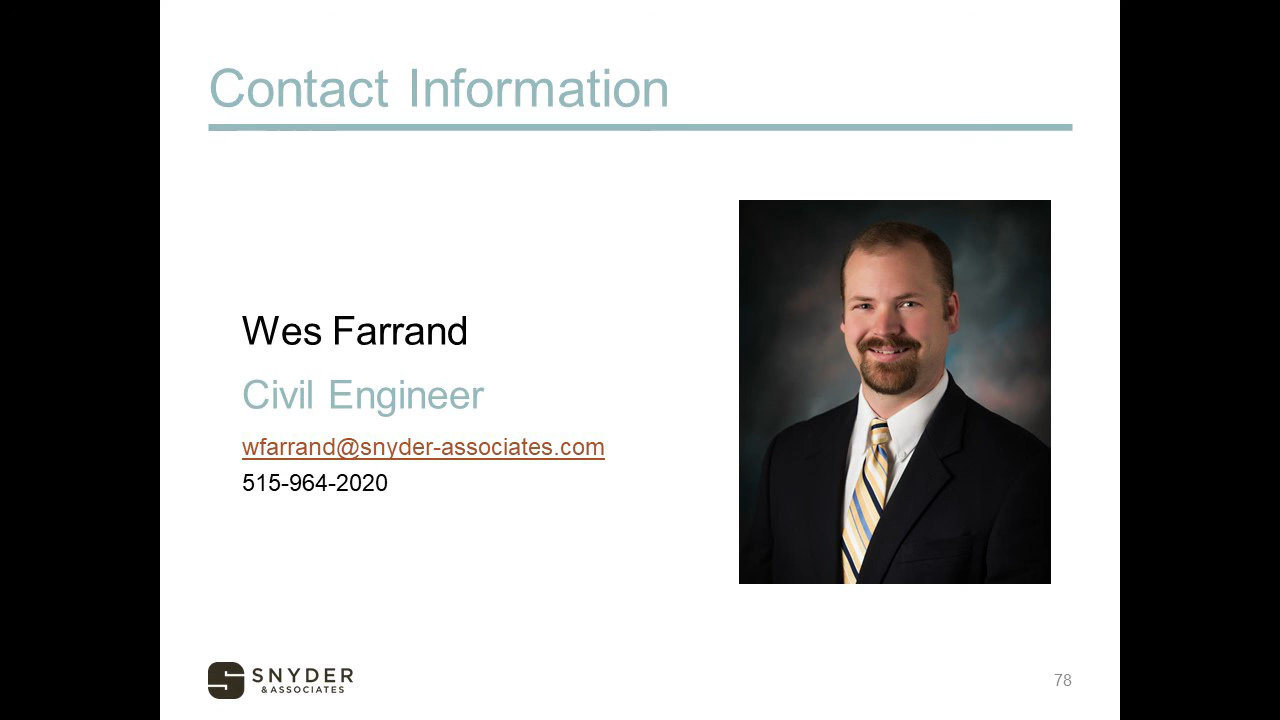 Contact Information
Wes Farrand
Civil Engineer
wfarrand@snyder-associates.com
515-964-2020
SNYDER
& ASSOCIATES
78